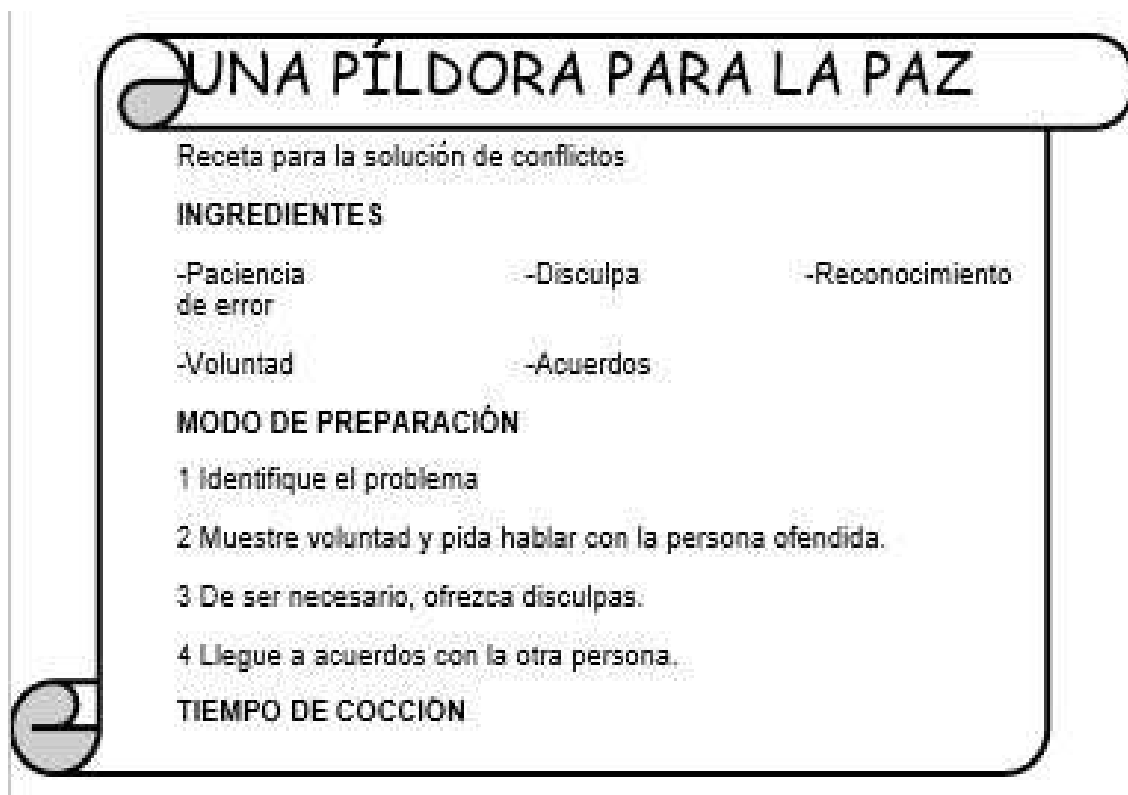 UNA PÍLDORA PARA LA PAZ
Receta para la solución de conflictos
INGREDIENTES
-Paciencia -Disculpa -Reconocimiento
de error
-Voluntad -Acuerdos
MODO DE PREPARACIÓN
1 Identifique el problema
2 Muestre voluntad y pida hablar con la persona ofendida.
3 De ser necesario, ofrezca disculpas.
4 Llegue a acuerdos con la otra persona.
TIEMPO DE COCCIÓN